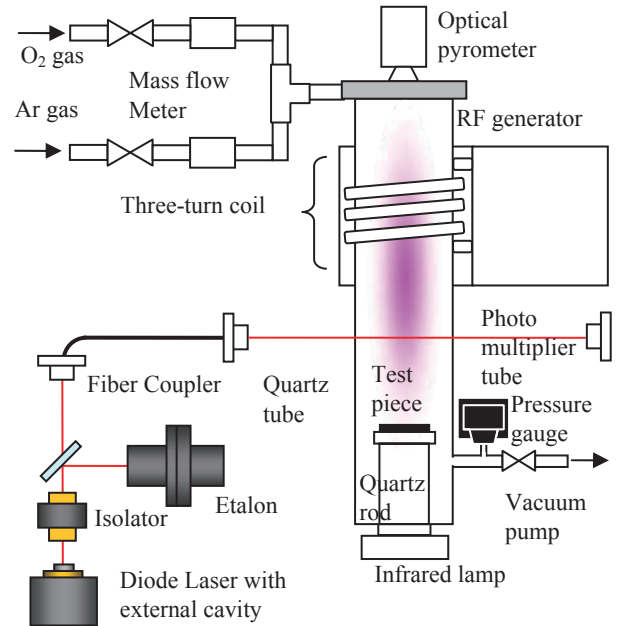 Optical
pyrometer
O₂ gas
Mass flow
Meter
Ar gas
RF generator
Three-turn coil
Photo
multiplier
tube
Fiber Coupler
Quartz
tube
Test
piece
Pressure
gauge
Quartz
rod
Vacuum
pump
Isolator
Etalon
Infrared lamp
Diode Laser with
external cavity